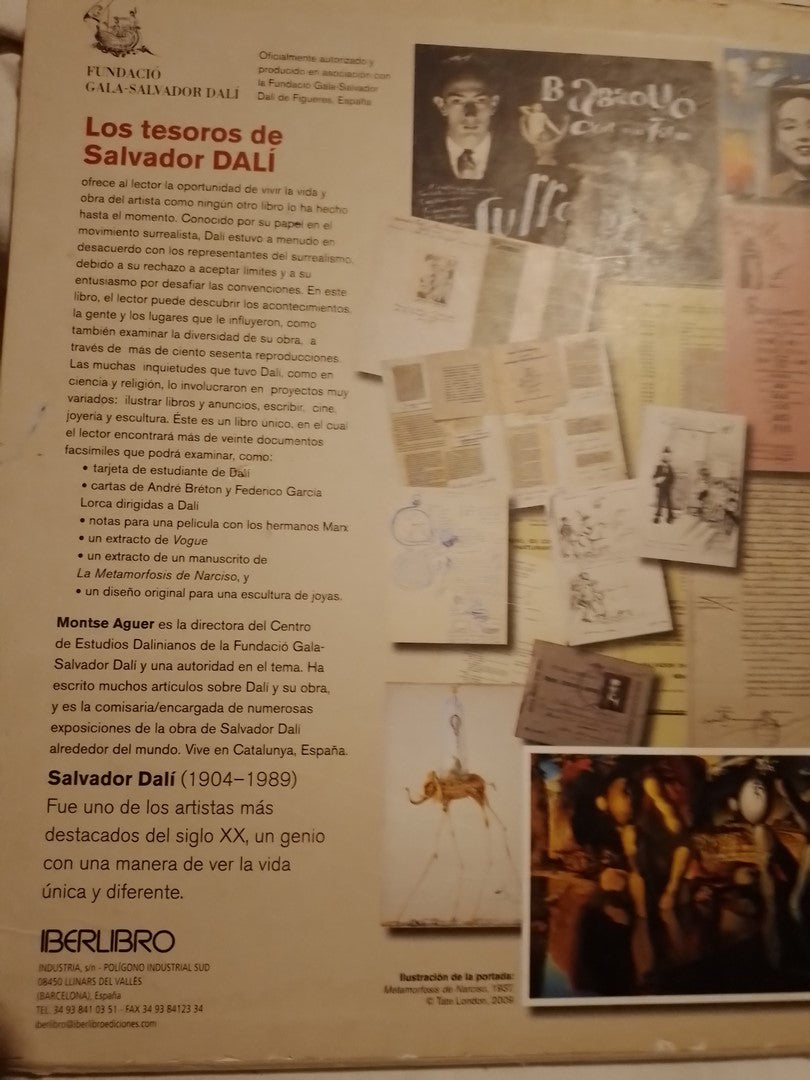 FUNDACIÓ
GALA-SALVADOR DALÍ
Oficialmente autorizado y
producido en asociación con
la Fundació Gala-Salvador
Dalí de Figueres, España
Los tesoros de
Salvador DALÍ
ofrece al lector la oportunidad de vivir la vida y
obra del artista como ningún otro libro lo ha hecho
hasta el momento. Conocido por su papel en el
movimiento surrealista, Dalí estuvo a menudo en
desacuerdo con los representantes del surrealismo,
debido a su rechazo a aceptar límites y a su
entusiasmo por desafiar las convenciones. En este
libro, el lector puede descubrir los acontecimientos,
la gente y los lugares que le influyeron, como
también examinar la diversidad de su obra, a
través de más de ciento sesenta reproducciones.
Las muchas inquietudes que tuvo Dalí, como en
ciencia y religión, lo involucraron en proyectos muy
variados: ilustrar libros y anuncios, escribir, cine,
joyería y escultura. Éste es un libro único, en el cual
el lector encontrará más de veinte documentos
facsímiles que podrá examinar, como:
• tarjeta de estudiante de Dalí
• cartas de André Bréton y Federico García
Lorca dirigidas a Dalí
• notas para una película con los hermanos Marx
• un extracto de Vogue
• un extracto de un manuscrito de
La Metamorfosis de Narciso, y
• un diseño original para una escultura de joyas.
Montse Aguer es la directora del Centro
de Estudios Dalinianos de la Fundació Gala-
Salvador Dalí y una autoridad en el tema. Ha
escrito muchos artículos sobre Dalí y su obra,
y es la comisaria/encargada de numerosas
exposiciones de la obra de Salvador Dalí
alrededor del mundo. Vive en Catalunya, España.
Salvador Dalí (1904–1989)
Fue uno de los artistas más
destacados del siglo XX, un genio
con una manera de ver la vida
única y diferente.
IBERLIBRO
INDUSTRIA, s/n - POLÍGONO INDUSTRIAL SUD
08450 LLINARS DEL VALLÈS
(BARCELONA), España
TEL. 34 93 841 03 51 - FAX 34 93 84123 34
iberlibro@iberlibroediciones.com
Ilustración de la portada:
Metamorfosis de Narciso, 1937
© Tate London, 2009